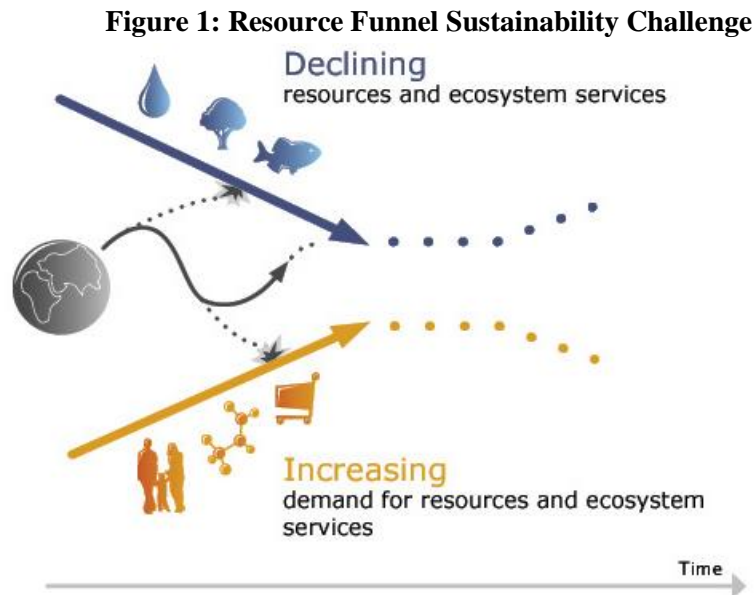 Figure 1: Resource Funnel Sustainability Challenge
Declining
resources and ecosystem services
Increasing
demand for resources and ecosystem
services
Time